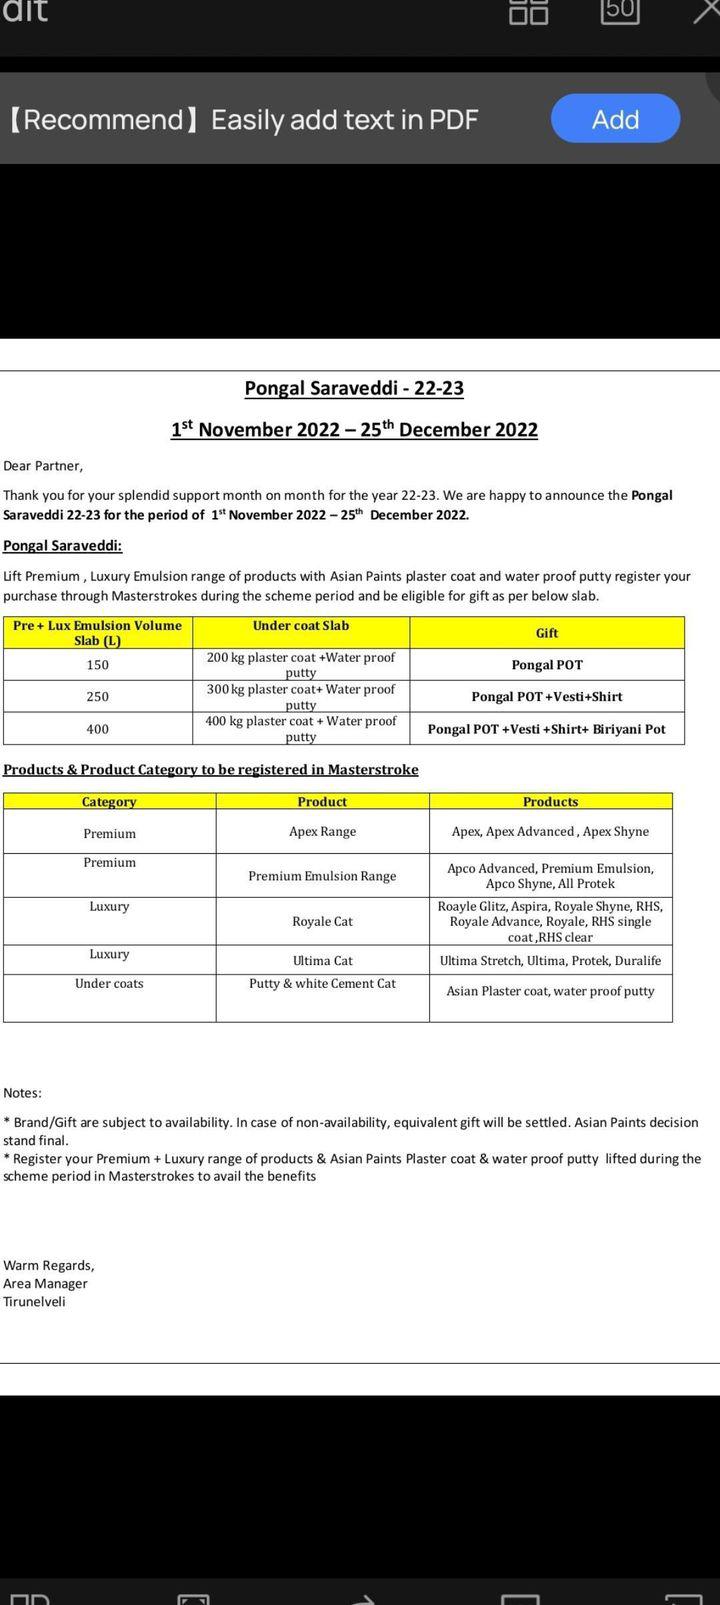 dit
50
【Recommend】Easily add text in PDF
Add
Pongal Saraveddi - 22-23
1st November 2022 – 25th December 2022
Dear Partner,
Thank you for your splendid support month on month for the year 22-23. We are happy to announce the Pongal
Saraveddi 22-23 for the period of 1st November 2022 – 25th December 2022.
Pongal Saraveddi:
Lift Premium , Luxury Emulsion range of products with Asian Paints plaster coat and water proof putty register your
purchase through Masterstrokes during the scheme period and be eligible for gift as per below slab.
Pre + Lux Emulsion Volume
Slab (L)
Under coat Slab
Gift
150
200 kg plaster coat +Water proof
putty
Pongal POT
250
300 kg plaster coat+ Water proof
putty
Pongal POT +Vesti+Shirt
400
400 kg plaster coat + Water proof
putty
Pongal POT +Vesti +Shirt+ Biriyani Pot
Products & Product Category to be registered in Masterstroke
Category
Product
Products
Premium
Apex Range
Apex, Apex Advanced , Apex Shyne
Premium
Premium Emulsion Range
Apco Advanced, Premium Emulsion,
Apco Shyne, All Protek
Luxury
Royale Cat
Roayle Glitz, Aspira, Royale Shyne, RHS,
Royale Advance, Royale, RHS single
coat ,RHS clear
Luxury
Ultima Cat
Ultima Stretch, Ultima, Protek, Duralife
Under coats
Putty & white Cement Cat
Asian Plaster coat, water proof putty
Notes:
* Brand/Gift are subject to availability. In case of non-availability, equivalent gift will be settled. Asian Paints decision
stand final.
* Register your Premium + Luxury range of products & Asian Paints Plaster coat & water proof putty lifted during the
scheme period in Masterstrokes to avail the benefits
Warm Regards,
Area Manager
Tirunelveli